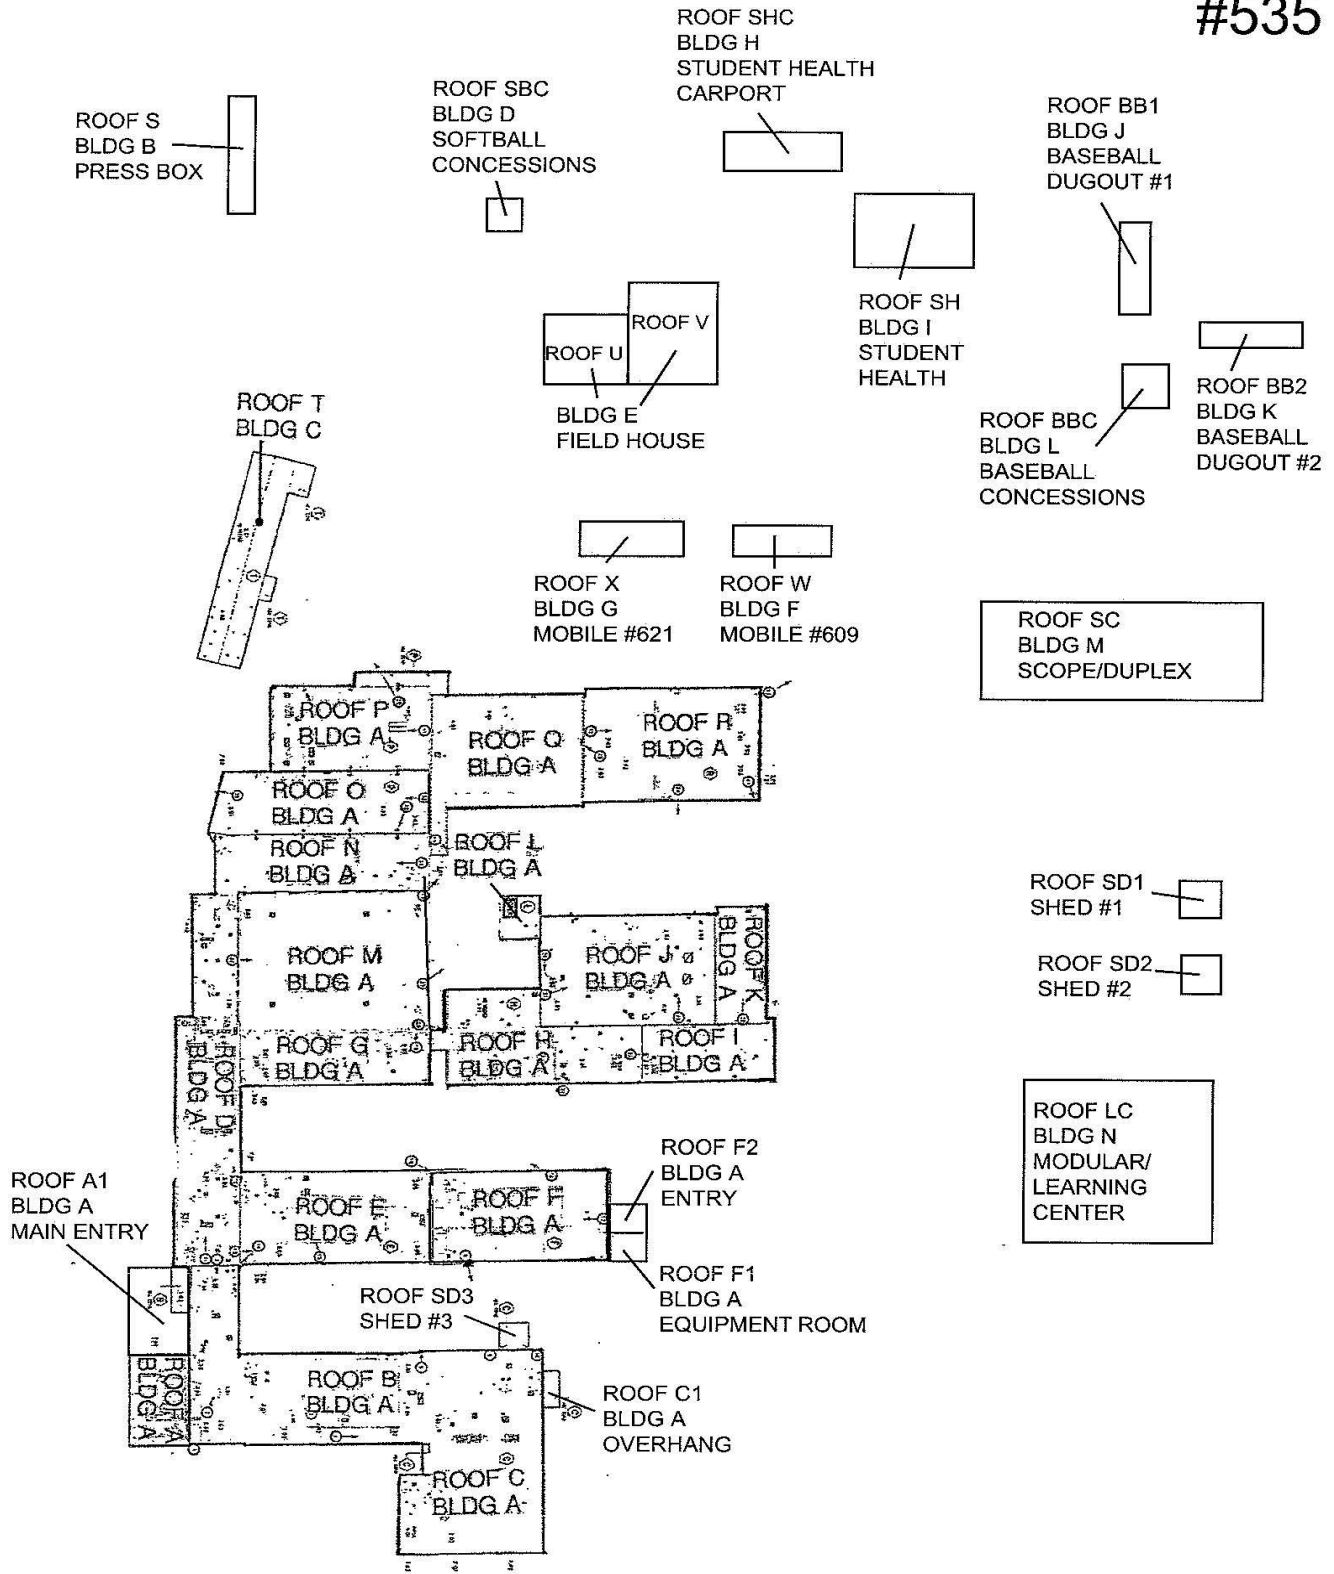 #535
ROOF SHC
BLDG H
STUDENT HEALTH
CARPORT
ROOF S
BLDG B
PRESS BOX
ROOF SBC
BLDG D
SOFTBALL
CONCESSIONS
ROOF BB1
BLDG J
BASEBALL
DUGOUT #1
ROOF SH
BLDG I
STUDENT
HEALTH
ROOF V
ROOF U
BLDG E
FIELD HOUSE
ROOF BB2
BLDG K
BASEBALL
DUGOUT #2
ROOF BBC
BLDG L
BASEBALL
CONCESSIONS
ROOF T
BLDG C
ROOF X
BLDG G
MOBILE #621
ROOF W
BLDG F
MOBILE #609
ROOF SC
BLDG M
SCOPE/DUPLEX
ROOF P
BLDG A
ROOF Q
BLDG A
ROOF R
BLDG A
ROOF O
BLDG A
ROOF N
BLDG A
ROOF L
BLDG A
ROOF SD1
SHED #1
ROOF M
BLDG A
ROOF J
BLDG A
ROOF K
BLDG A
ROOF SD2
SHED #2
ROOF G
BLDG A
ROOF H
BLDG A
ROOF I
BLDG A
ROOF D
BLDG A
ROOF LC
BLDG N
MODULAR/
LEARNING
CENTER
ROOF A1
BLDG A
MAIN ENTRY
ROOF E
BLDG A
ROOF F
BLDG A
ROOF F2
BLDG A
ENTRY
ROOF F1
BLDG A
EQUIPMENT ROOM
ROOF SD3
SHED #3
ROOF A
BLDG A
ROOF B
BLDG A
ROOF C1
BLDG A
OVERHANG
ROOF C
BLDG A